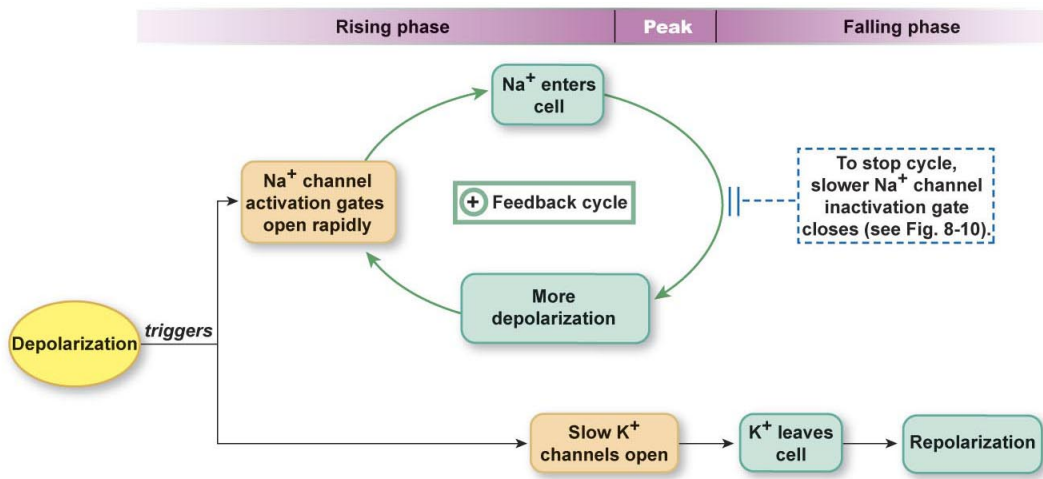 Rising phase
Peak
Falling phase
Na⁺ enters
cell
Na⁺ channel
activation gates
open rapidly
+ Feedback cycle
To stop cycle,
slower Na⁺ channel
inactivation gate
closes (see Fig. 8-10).
More
depolarization
Depolarization
triggers
Slow K⁺
channels open
K⁺ leaves
cell
Repolarization